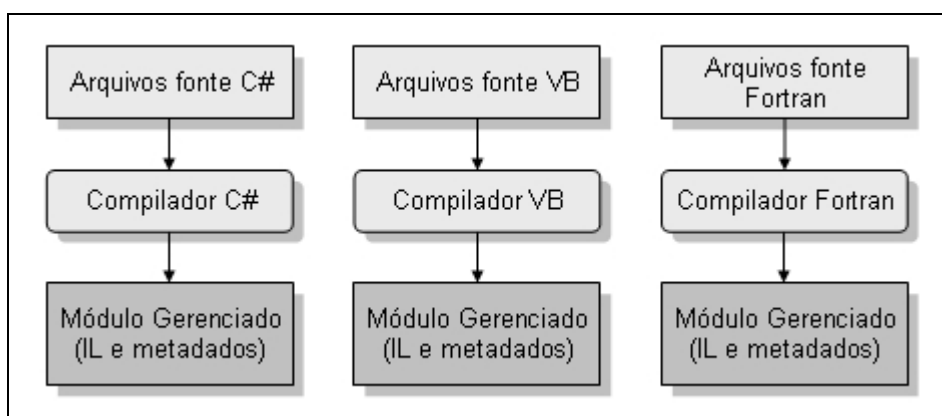 Arquivos fonte C#
Arquivos fonte VB
Arquivos fonte
Fortran
Compilador C#
Compilador VB
Compilador Fortran
Módulo Gerenciado
(IL e metadados)
Módulo Gerenciado
(IL e metadados)
Módulo Gerenciado
(IL e metadados)